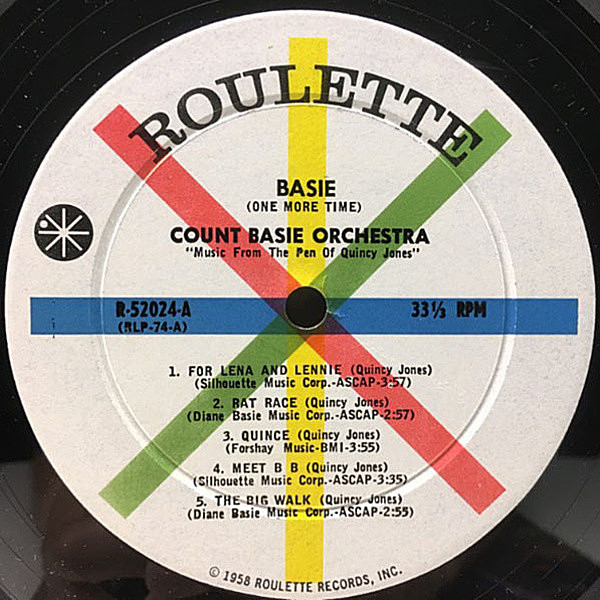 ROULETTE
BASIE
(ONE MORE TIME)
COUNT BASIE ORCHESTRA
"Music From The Pen Of Quincy Jones"
R-52024-A 33⅓ RPM
(RLP-74-A)
1. FOR LENA AND LENNIE (Quincy Jones)
(Silhouette Music Corp.-ASCAP-3:57)
2. RAT RACE (Quincy Jones)
(Diane Basie Music Corp.-ASCAP-2:57)
3. QUINCE (Quincy Jones)
(Forshay Music-BMI-3:55)
4. MEET B B (Quincy Jones)
(Silhouette Music Corp.-ASCAP-3:35)
5. THE BIG WALK (Quincy Jones)
(Diane Basie Music Corp.-ASCAP-2:55)
© 1958 ROULETTE RECORDS, INC.